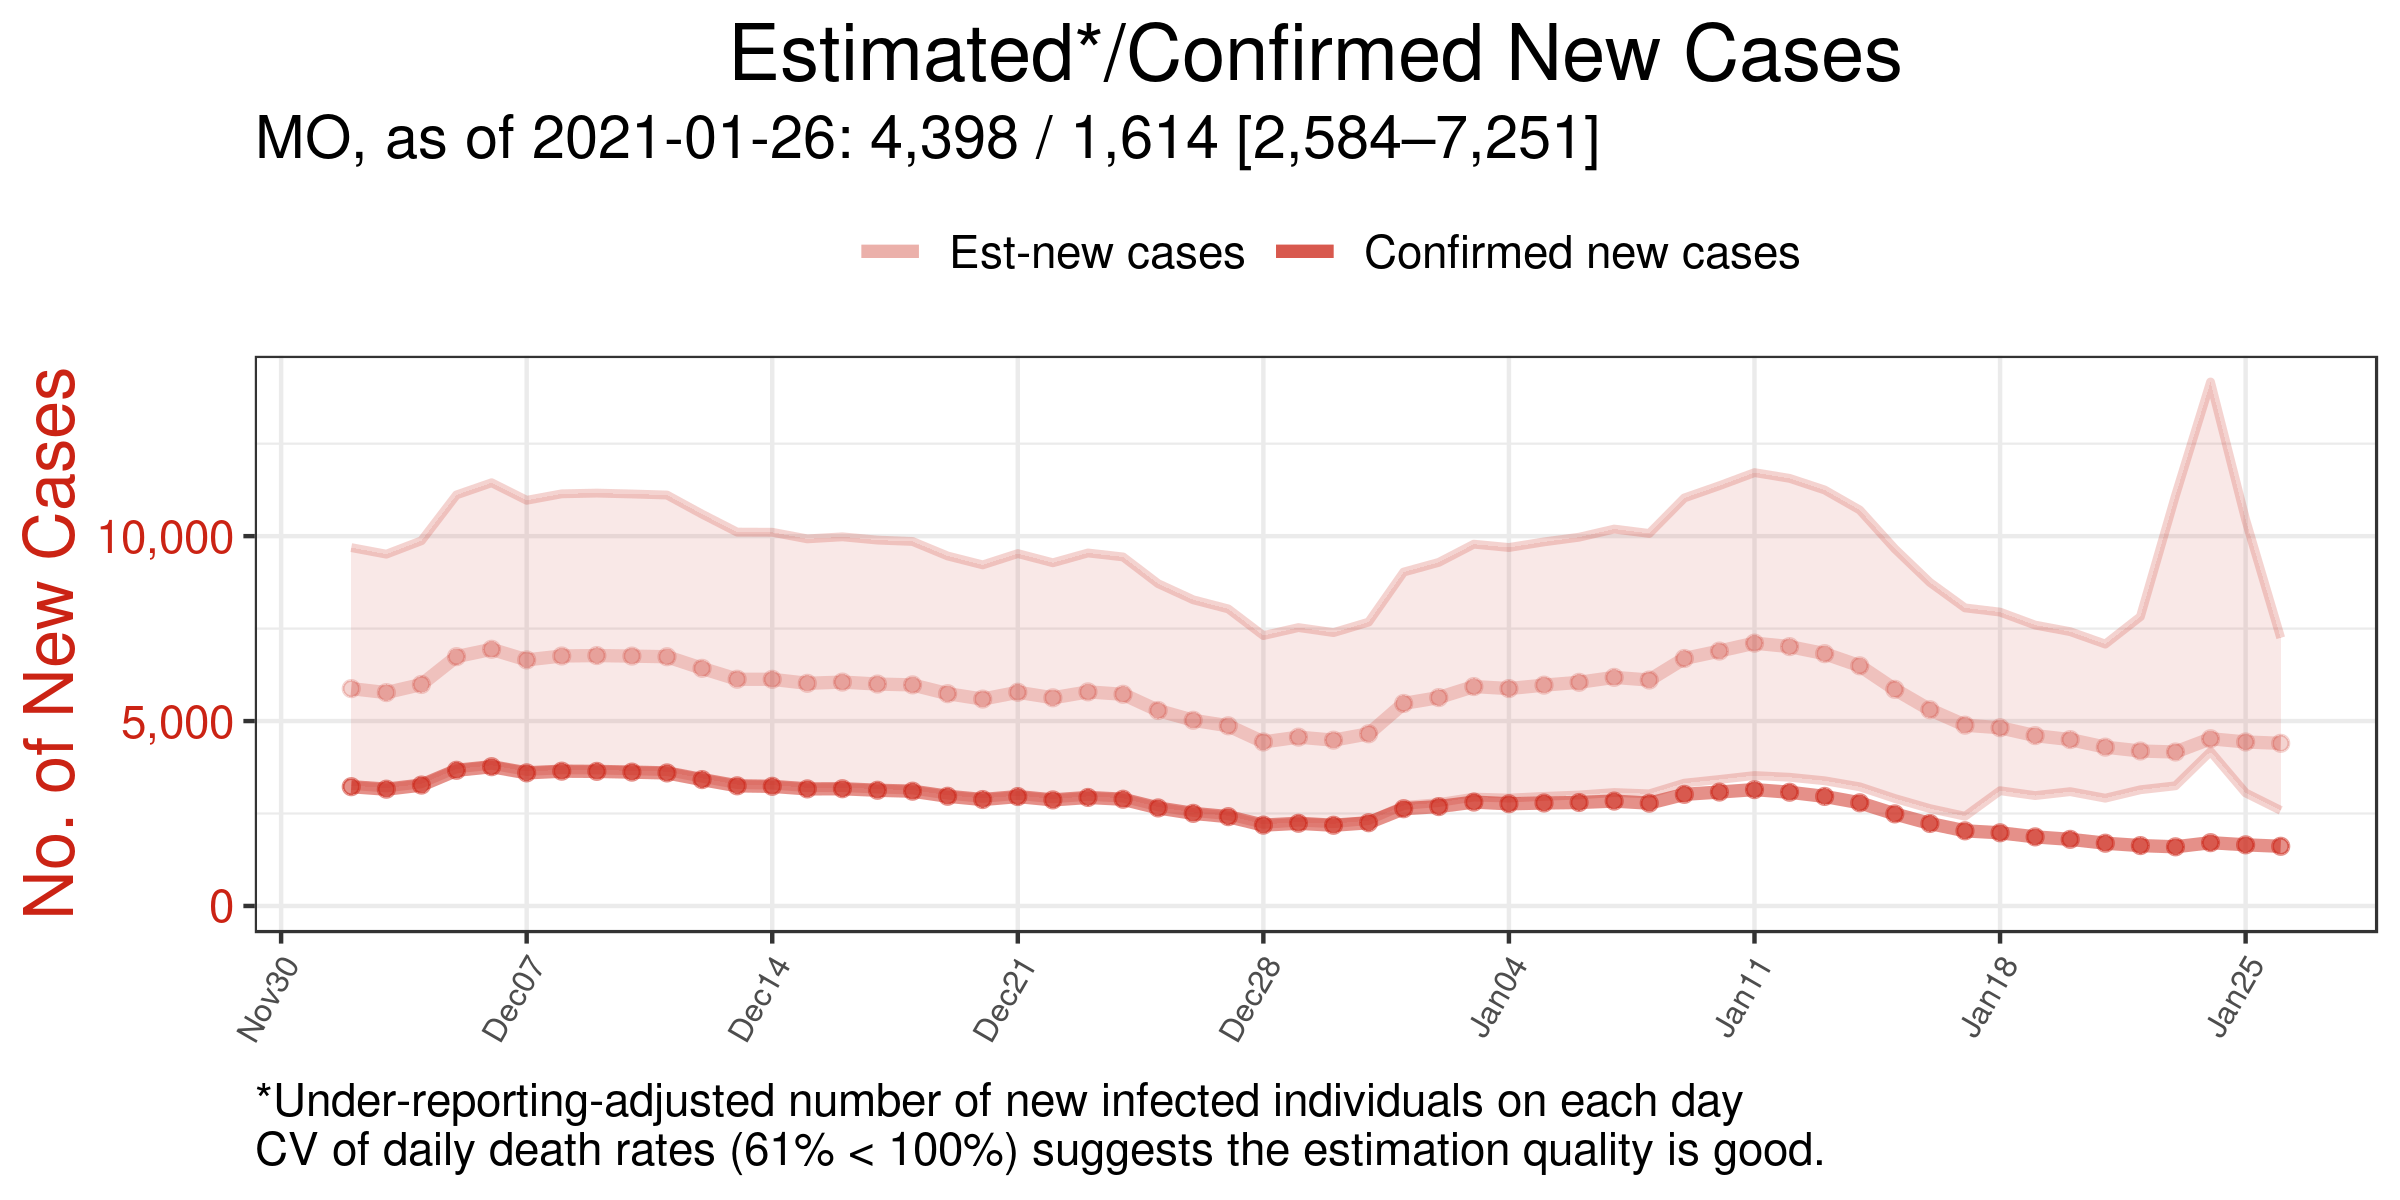 Estimated*/Confirmed New Cases
MO, as of 2021-01-26: 4,398 / 1,614 [2,584–7,251]
Est-new cases Confirmed new cases
No. of New Cases
10,000
5,000
0
Nov30 Dec07 Dec14 Dec21 Dec28 Jan04 Jan11 Jan18 Jan25
*Under-reporting-adjusted number of new infected individuals on each day
CV of daily death rates (61% < 100%) suggests the estimation quality is good.